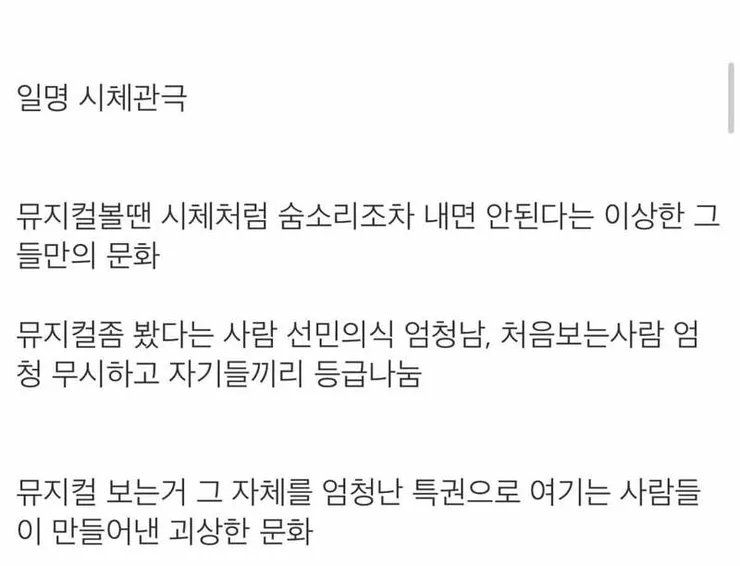 일명 시체관극
뮤지컬볼땐 시체처럼 숨소리조차 내면 안된다는 이상한 그
들만의 문화
뮤지컬좀 봤다는 사람 선민의식 엄청남, 처음보는사람 엄
청 무시하고 자기들끼리 등급나눔
뮤지컬 보는거 그 자체를 엄청난 특권으로 여기는 사람들
이 만들어낸 괴상한 문화